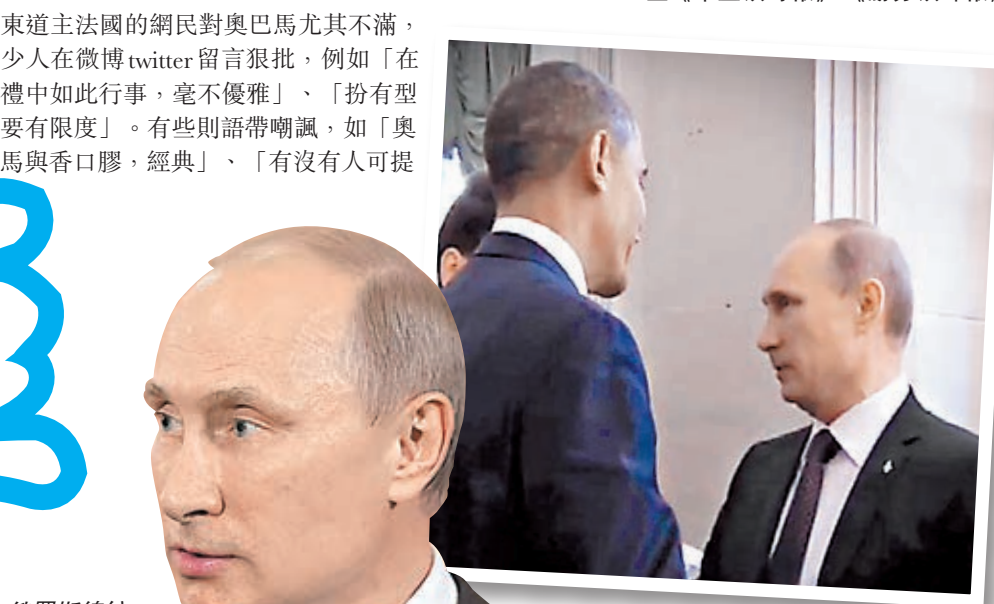 東道主法國的網民對奧巴馬尤其不滿，
少人在微博twitter留言狠批，例如「在
禮中如此行事，毫不優雅」、「扮有型
要有限度」。有些則語帶嘲諷，如「奧
馬與香口膠，經典」、「有沒有人可提